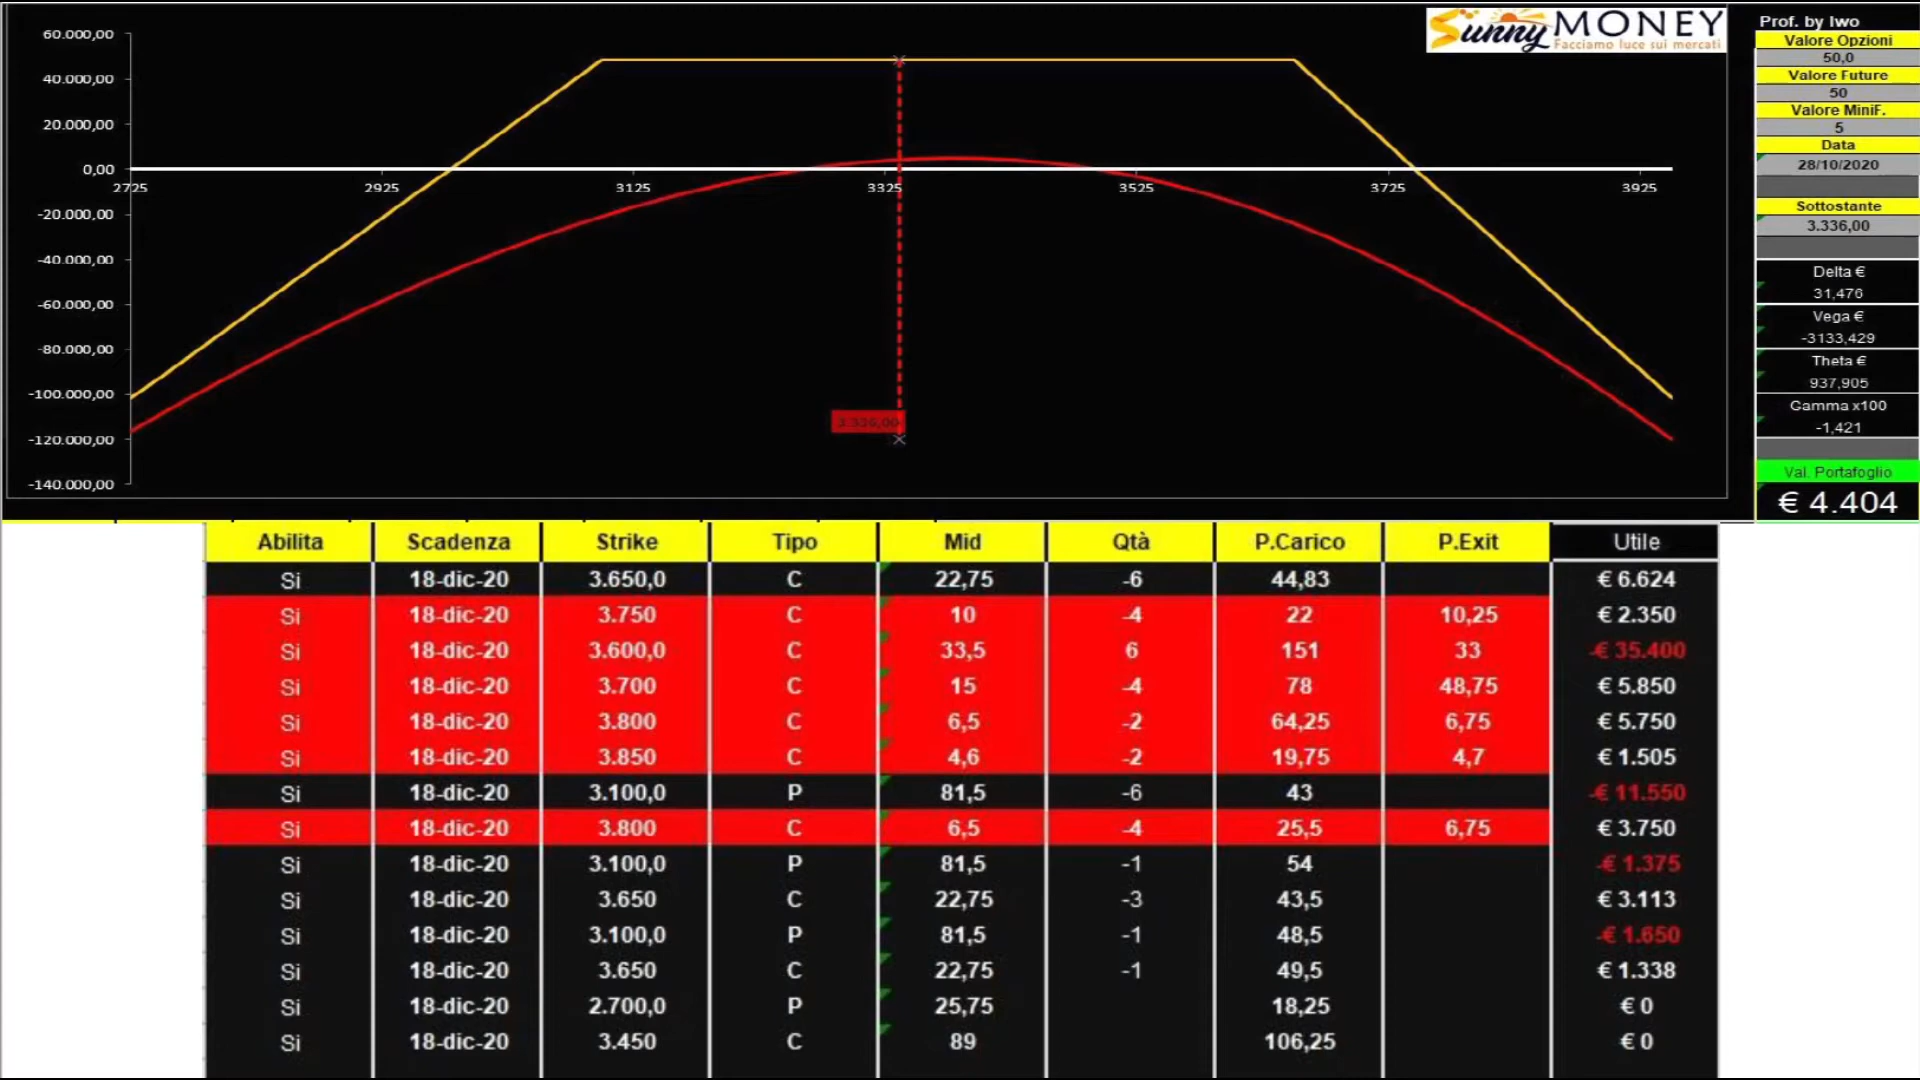 Sunny MONEY
Facciamo luce sui mercati
60.000,00
40.000,00
20.000,00
0,00
-20.000,00
-40.000,00
-60.000,00
-80.000,00
-100.000,00
-120.000,00
-140.000,00
2725 2925 3125 3325 3525 3725 3925
3.336,00
Prof. by Iwo
Valore Opzioni
50,0
Valore Future
50
Valore MiniF.
5
Data
28/10/2020
Sottostante
3.336,00
Delta €
31,476
Vega €
-3133,429
Theta €
937,905
Gamma x100
-1,421
Val. Portafoglio
€ 4.404
Abilita Scadenza Strike Tipo Mid Qtà P.Carico P.Exit Utile
Si 18-dic-20 3.650,0 C 22,75 -6 44,83 € 6.624
Si 18-dic-20 3.750 C 10 -4 22 10,25 € 2.350
Si 18-dic-20 3.600,0 C 33,5 6 151 33 -€ 35.400
Si 18-dic-20 3.700 C 15 -4 78 48,75 € 5.850
Si 18-dic-20 3.800 C 6,5 -2 64,25 6,75 € 5.750
Si 18-dic-20 3.850 C 4,6 -2 19,75 4,7 € 1.505
Si 18-dic-20 3.100,0 P 81,5 -6 43 -€ 11.550
Si 18-dic-20 3.800 C 6,5 -4 25,5 6,75 € 3.750
Si 18-dic-20 3.100,0 P 81,5 -1 54 -€ 1.375
Si 18-dic-20 3.650 C 22,75 -3 43,5 € 3.113
Si 18-dic-20 3.100,0 P 81,5 -1 48,5 -€ 1.650
Si 18-dic-20 3.650 C 22,75 -1 49,5 € 1.338
Si 18-dic-20 2.700,0 P 25,75 18,25 € 0
Si 18-dic-20 3.450 C 89 106,25 € 0